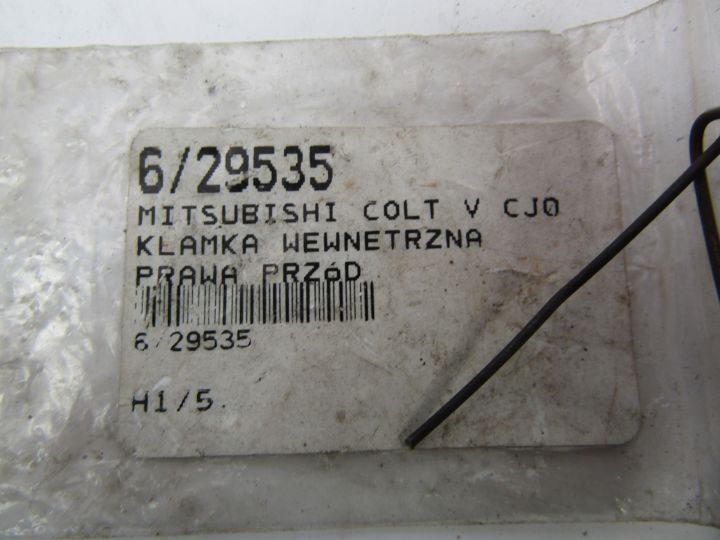 6/29535
MITSUBISHI COLT V CJ0
KLAMKA WEWNETRZNA
PRAWA PRZóD
6/29535
H1/5